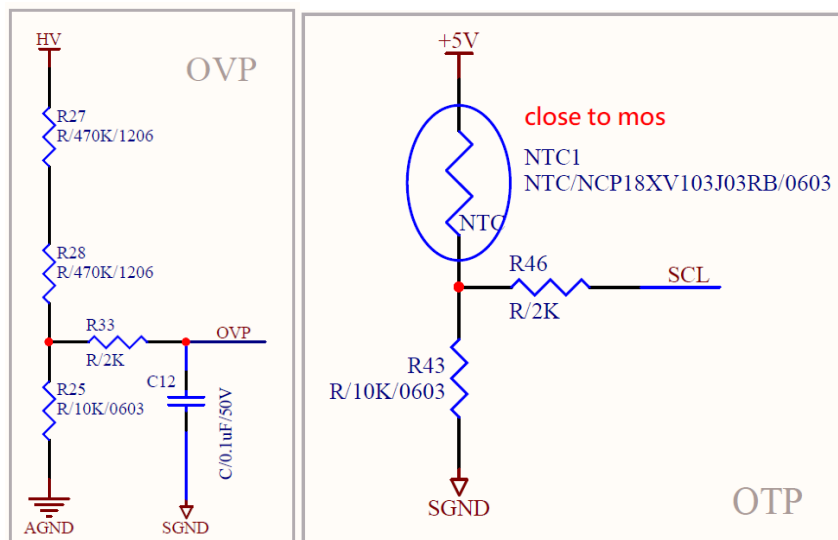 HV
OVP
R27
R/470K/1206
R28
R/470K/1206
R33
OVP
R/2K
C12
R25
R/10K/0603
C/0.1uF/50V
AGND
SGND
+5V
close to mos
NTC1
NTC/NCP18XV103J03RB/0603
NTC
R46
SCL
R/2K
R43
R/10K/0603
SGND
OTP